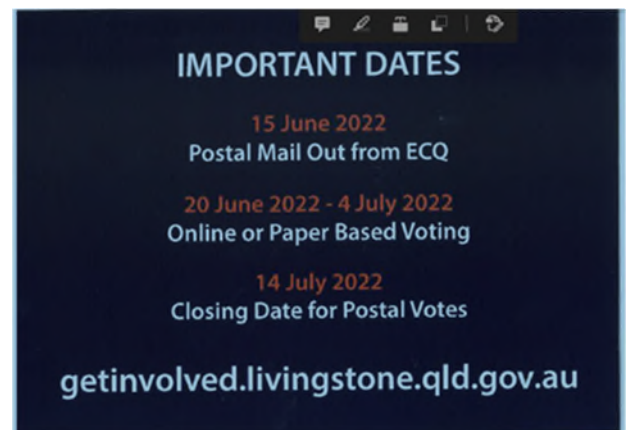 IMPORTANT DATES
15 June 2022
Postal Mail Out from ECQ
20 June 2022 - 4 July 2022
Online or Paper Based Voting
14 July 2022
Closing Date for Postal Votes
getinvolved.livingstone.qld.gov.au